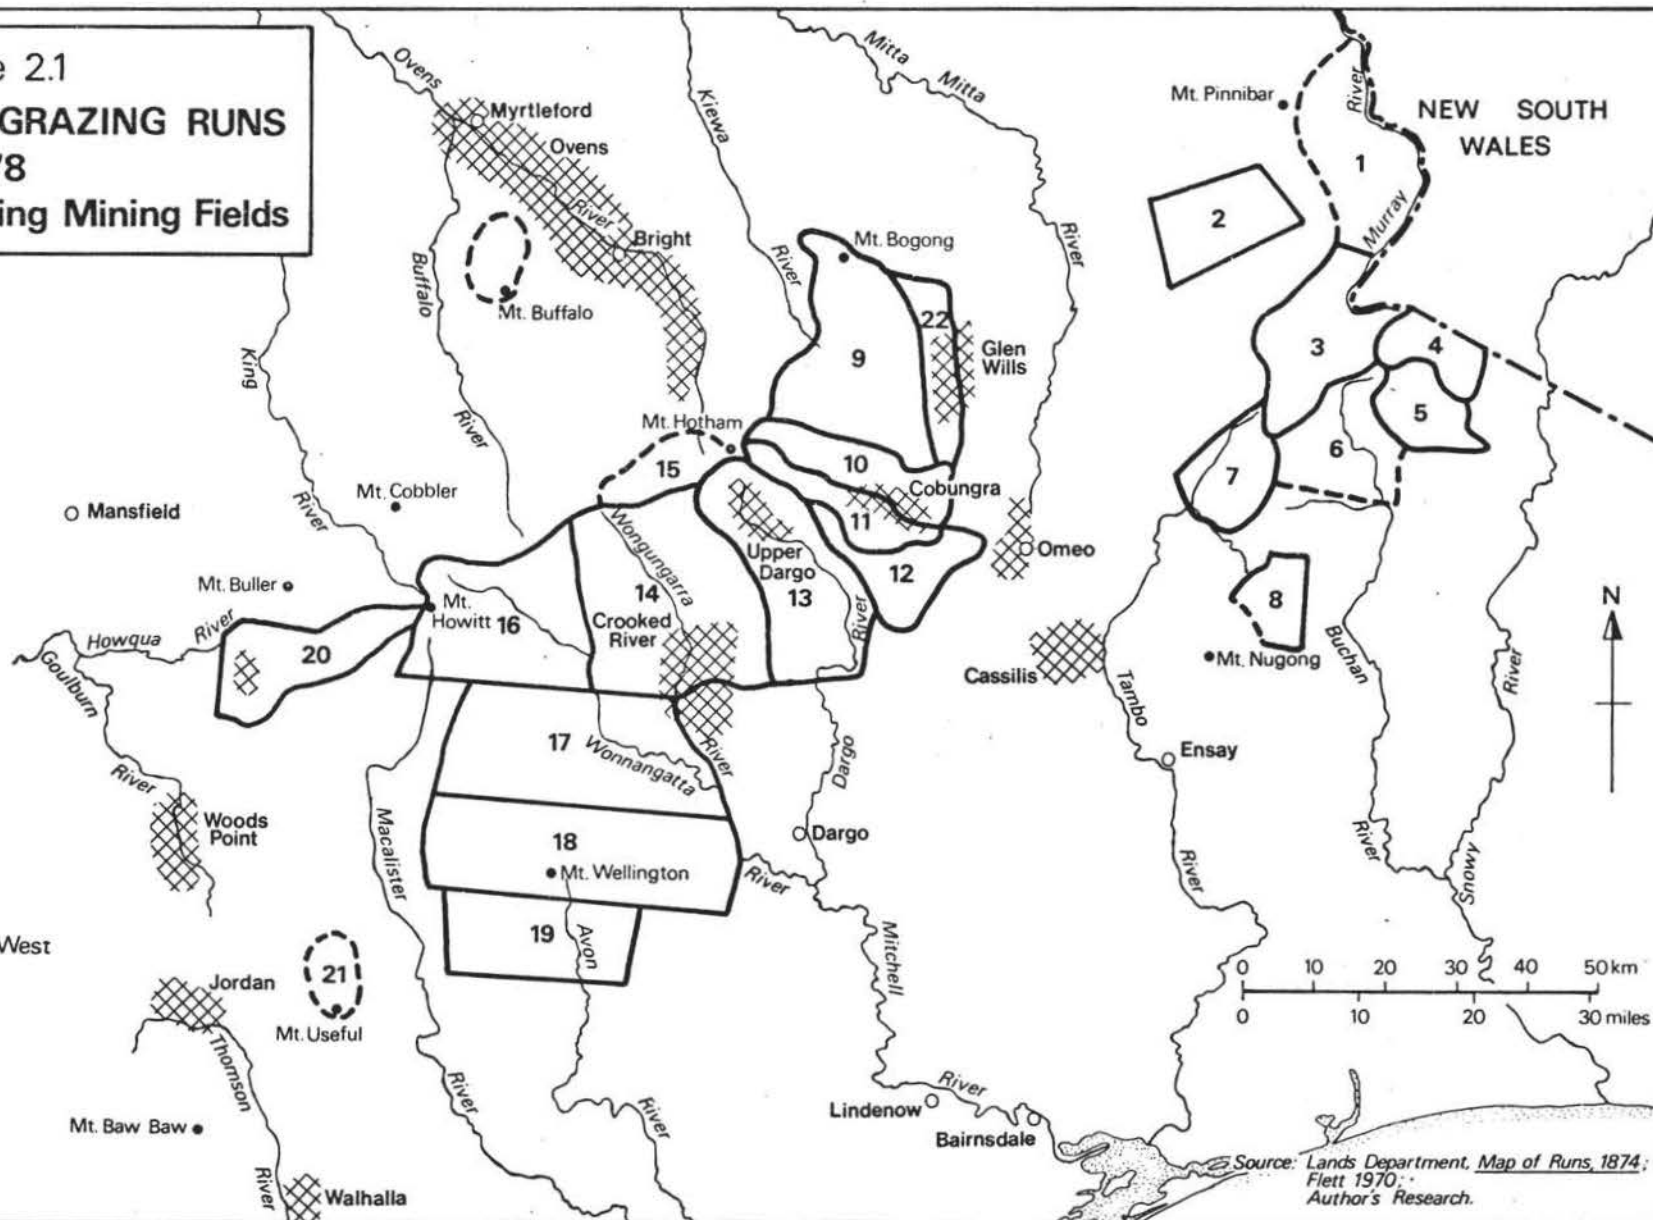 e 2.1
GRAZING RUNS
'8
ing Mining Fields
Ovens
Myrtleford
Ovens
River
Bright
Buffalo
Mt. Buffalo
River
King
River
Kiewa
River
Mitta
Mitta
River
Mt. Bogong
22
9
Glen
Wills
Mt. Hotham
15
10
Cobungra
11
12
Omeo
Mt. Pinnibar
River
NEW SOUTH
WALES
1
2
Murray
3
4
5
6
7
8
Mt. Nugong
Buchan
River
River
Snowy
N
Mansfield
Mt. Cobbler
Mt. Buller
Howqua
River
Goulburn
River
20
Mt.
Howitt
16
Wongungarra
14
Crooked
River
Upper
Dargo
13
River
Cassilis
Tambo
Ensay
River
17
Wonnangatta
River
Dargo
Dargo
18
Mt. Wellington
River
Macalister
Woods
Point
19
Avon
Mitchell
West
Jordan
21
Mt. Useful
Thomson
River
Mt. Baw Baw
River
River
Walhalla
Lindenow
River
Bairnsdale
0 10 20 30 40 50 km
0 10 20 30 miles
Source: Lands Department, Map of Runs, 1874;
Flett 1970;
Author's Research.